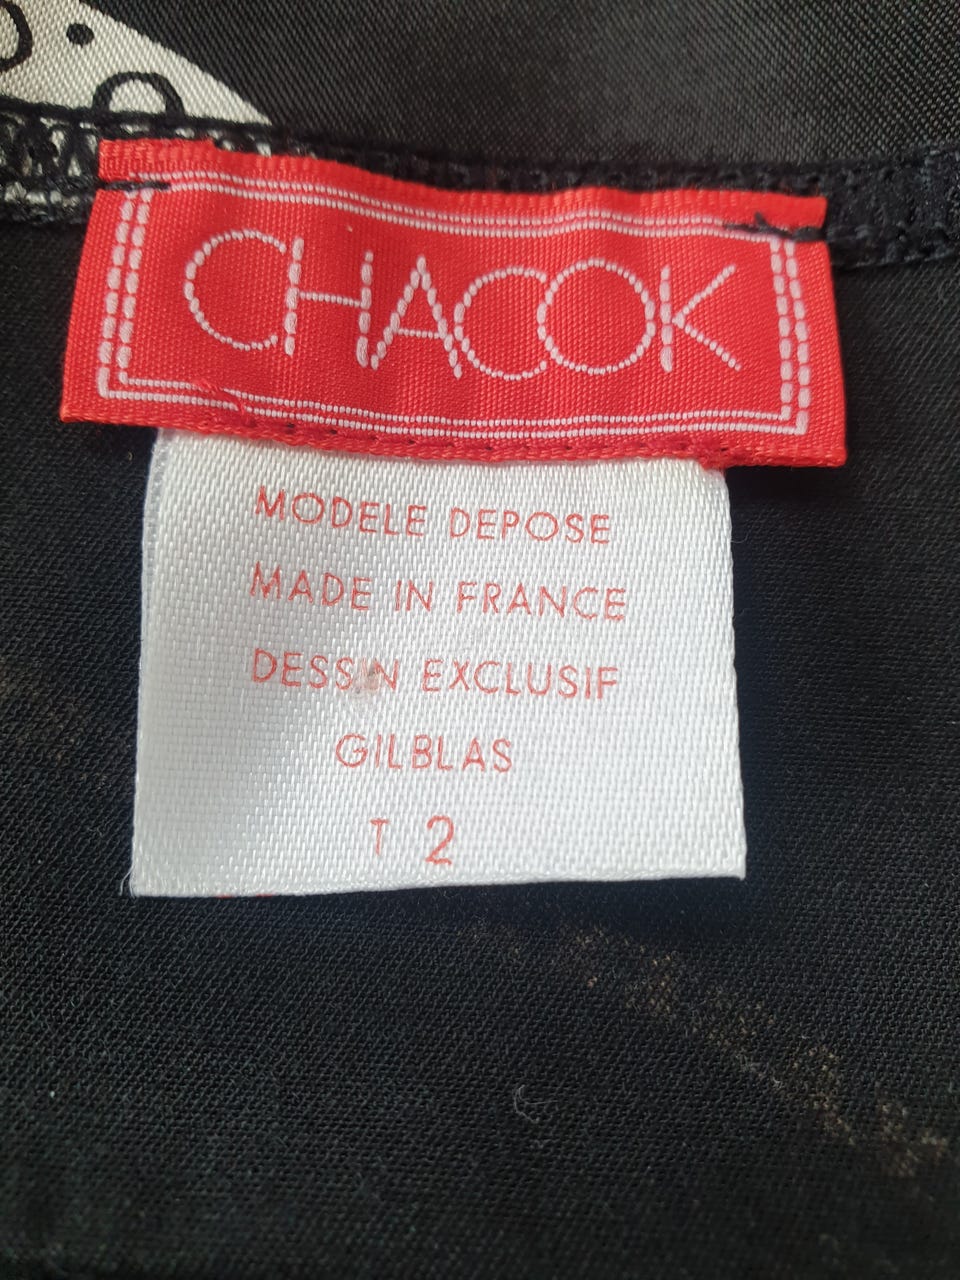 CHACOK
MODELE DEPOSE
MADE IN FRANCE
DESSIN EXCLUSIF
GILBLAS
T 2